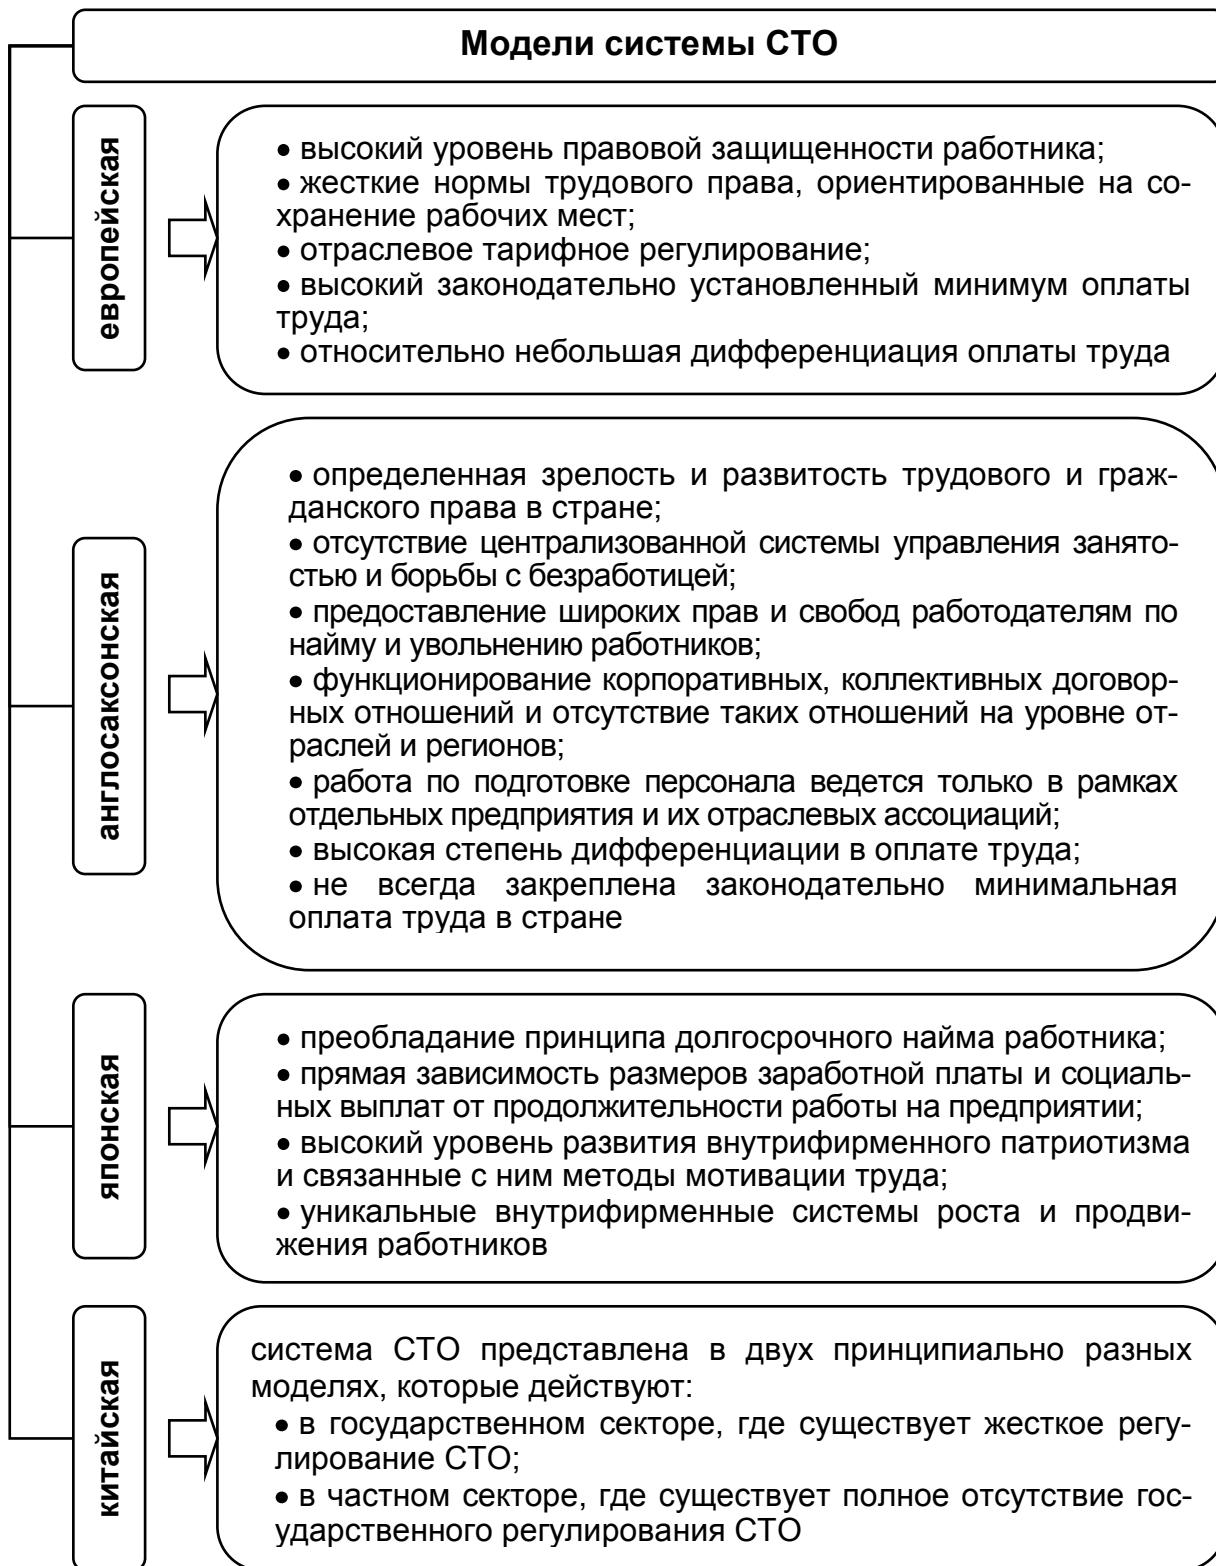 Модели системы СТО
европейская
• высокий уровень правовой защищенности работника;
• жесткие нормы трудового права, ориентированные на со-
хранение рабочих мест;
• отраслевое тарифное регулирование;
• высокий законодательно установленный минимум оплаты
труда;
• относительно небольшая дифференциация оплаты труда
англосаксонская
• определенная зрелость и развитость трудового и граж-
данского права в стране;
• отсутствие централизованной системы управления занято-
стью и борьбы с безработицей;
• предоставление широких прав и свобод работодателям по
найму и увольнению работников;
• функционирование корпоративных, коллективных договор-
ных отношений и отсутствие таких отношений на уровне от-
раслей и регионов;
• работа по подготовке персонала ведется только в рамках
отдельных предприятия и их отраслевых ассоциаций;
• высокая степень дифференциации в оплате труда;
• не всегда закреплена законодательно минимальная
оплата труда в стране
японская
• преобладание принципа долгосрочного найма работника;
• прямая зависимость размеров заработной платы и социаль-
ных выплат от продолжительности работы на предприятии;
• высокий уровень развития внутрифирменного патриотизма
и связанные с ним методы мотивации труда;
• уникальные внутрифирменные системы роста и продви-
жения работников
китайская
система СТО представлена в двух принципиально разных
моделях, которые действуют:
• в государственном секторе, где существует жесткое регу-
лирование СТО;
• в частном секторе, где существует полное отсутствие гос-
ударственного регулирования СТО